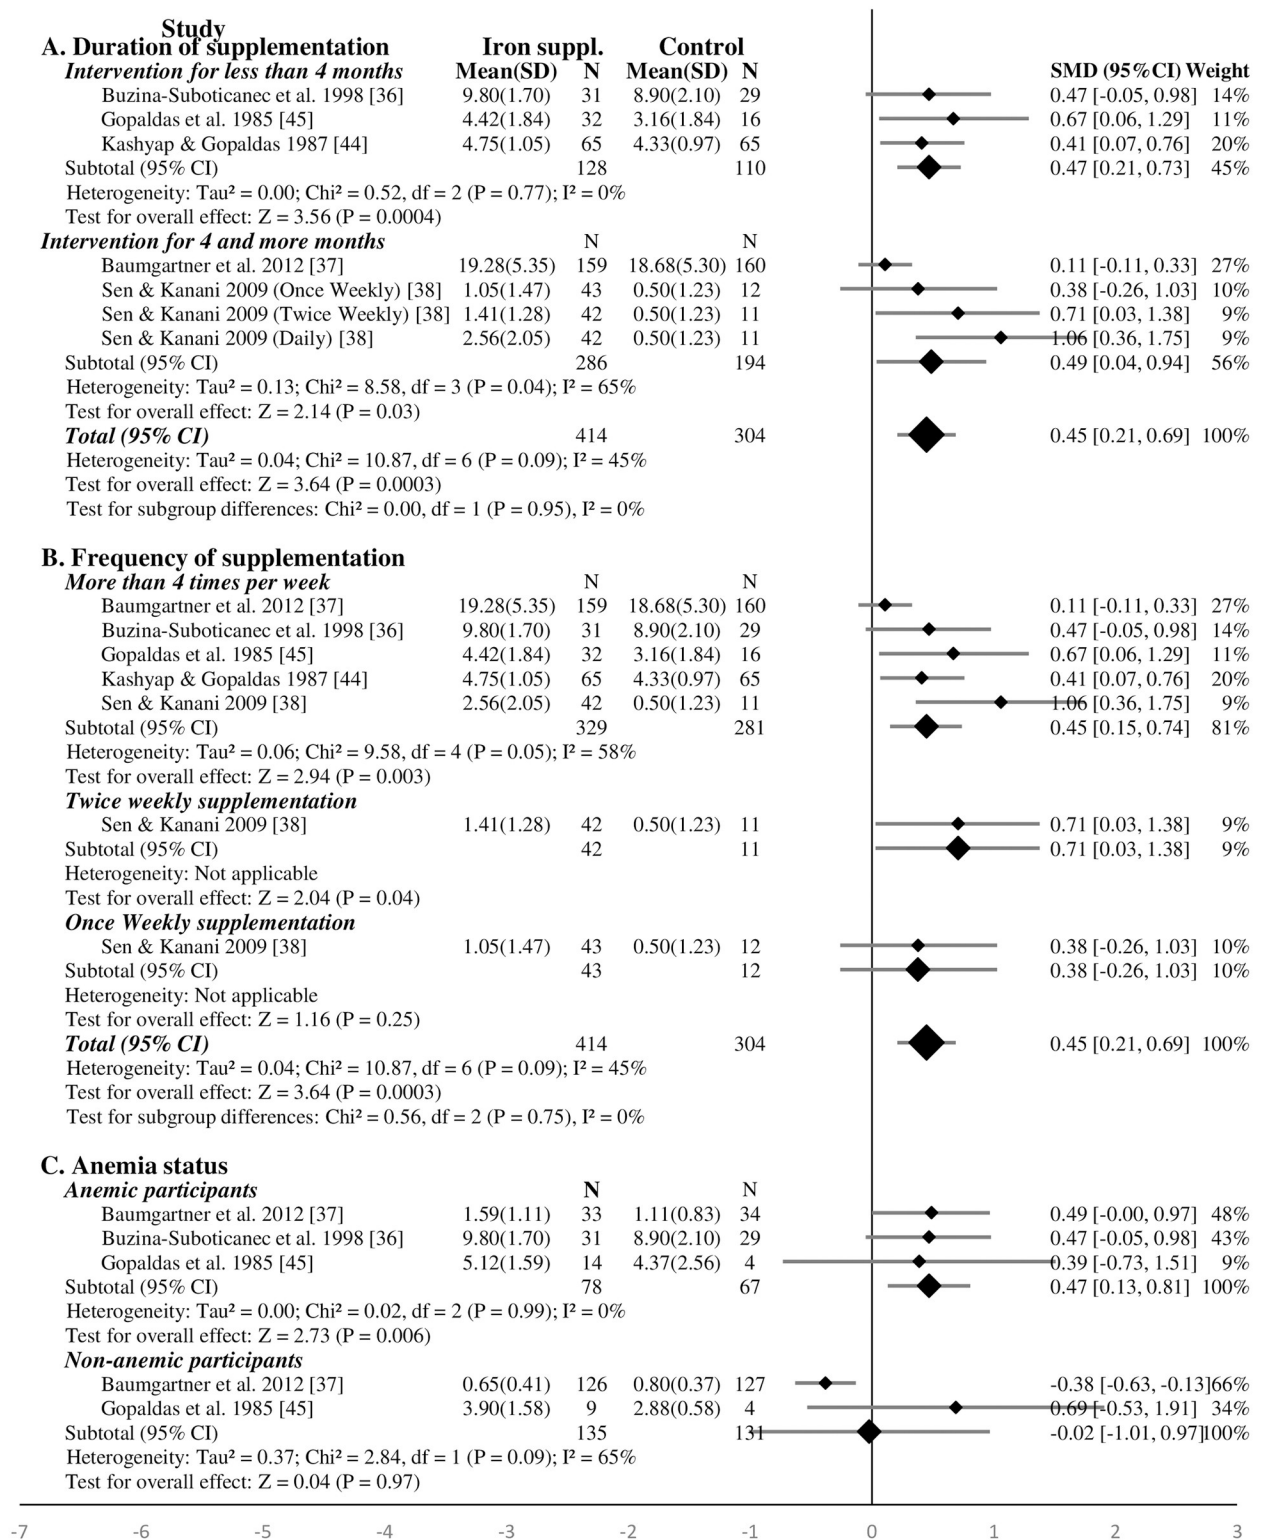 Study
A. Duration of supplementation Iron suppl. Control
Intervention for less than 4 months Mean(SD) N Mean(SD) N SMD (95%CI) Weight
Buzina-Suboticanec et al. 1998 [36] 9.80(1.70) 31 8.90(2.10) 29 0.47 [-0.05, 0.98] 14%
Gopaldas et al. 1985 [45] 4.42(1.84) 32 3.16(1.84) 16 0.67 [0.06, 1.29] 11%
Kashyap & Gopaldas 1987 [44] 4.75(1.05) 65 4.33(0.97) 65 0.41 [0.07, 0.76] 20%
Subtotal (95% CI) 128 110 0.47 [0.21, 0.73] 45%
Heterogeneity: Tau² = 0.00; Chi² = 0.52, df = 2 (P = 0.77); I² = 0%
Test for overall effect: Z = 3.56 (P = 0.0004)
Intervention for 4 and more months N N
Baumgartner et al. 2012 [37] 19.28(5.35) 159 18.68(5.30) 160 0.11 [-0.11, 0.33] 27%
Sen & Kanani 2009 (Once Weekly) [38] 1.05(1.47) 43 0.50(1.23) 12 0.38 [-0.26, 1.03] 10%
Sen & Kanani 2009 (Twice Weekly) [38] 1.41(1.28) 42 0.50(1.23) 11 0.71 [0.03, 1.38] 9%
Sen & Kanani 2009 (Daily) [38] 2.56(2.05) 42 0.50(1.23) 11 1.06 [0.36, 1.75] 9%
Subtotal (95% CI) 286 194 0.49 [0.04, 0.94] 56%
Heterogeneity: Tau² = 0.13; Chi² = 8.58, df = 3 (P = 0.04); I² = 65%
Test for overall effect: Z = 2.14 (P = 0.03)
Total (95% CI) 414 304 0.45 [0.21, 0.69] 100%
Heterogeneity: Tau² = 0.04; Chi² = 10.87, df = 6 (P = 0.09); I² = 45%
Test for overall effect: Z = 3.64 (P = 0.0003)
Test for subgroup differences: Chi² = 0.00, df = 1 (P = 0.95), I² = 0%
B. Frequency of supplementation
More than 4 times per week N N
Baumgartner et al. 2012 [37] 19.28(5.35) 159 18.68(5.30) 160 0.11 [-0.11, 0.33] 27%
Buzina-Suboticanec et al. 1998 [36] 9.80(1.70) 31 8.90(2.10) 29 0.47 [-0.05, 0.98] 14%
Gopaldas et al. 1985 [45] 4.42(1.84) 32 3.16(1.84) 16 0.67 [0.06, 1.29] 11%
Kashyap & Gopaldas 1987 [44] 4.75(1.05) 65 4.33(0.97) 65 0.41 [0.07, 0.76] 20%
Sen & Kanani 2009 [38] 2.56(2.05) 42 0.50(1.23) 11 1.06 [0.36, 1.75] 9%
Subtotal (95% CI) 329 281 0.45 [0.15, 0.74] 81%
Heterogeneity: Tau² = 0.06; Chi² = 9.58, df = 4 (P = 0.05); I² = 58%
Test for overall effect: Z = 2.94 (P = 0.003)
Twice weekly supplementation
Sen & Kanani 2009 [38] 1.41(1.28) 42 0.50(1.23) 11 0.71 [0.03, 1.38] 9%
Subtotal (95% CI) 42 11 0.71 [0.03, 1.38] 9%
Heterogeneity: Not applicable
Test for overall effect: Z = 2.04 (P = 0.04)
Once Weekly supplementation
Sen & Kanani 2009 [38] 1.05(1.47) 43 0.50(1.23) 12 0.38 [-0.26, 1.03] 10%
Subtotal (95% CI) 43 12 0.38 [-0.26, 1.03] 10%
Heterogeneity: Not applicable
Test for overall effect: Z = 1.16 (P = 0.25)
Total (95% CI) 414 304 0.45 [0.21, 0.69] 100%
Heterogeneity: Tau² = 0.04; Chi² = 10.87, df = 6 (P = 0.09); I² = 45%
Test for overall effect: Z = 3.64 (P = 0.0003)
Test for subgroup differences: Chi² = 0.56, df = 2 (P = 0.75), I² = 0%
C. Anemia status
Anemic participants N N
Baumgartner et al. 2012 [37] 1.59(1.11) 33 1.11(0.83) 34 0.49 [-0.00, 0.97] 48%
Buzina-Suboticanec et al. 1998 [36] 9.80(1.70) 31 8.90(2.10) 29 0.47 [-0.05, 0.98] 43%
Gopaldas et al. 1985 [45] 5.12(1.59) 14 4.37(2.56) 4 0.39 [-0.73, 1.51] 9%
Subtotal (95% CI) 78 67 0.47 [0.13, 0.81] 100%
Heterogeneity: Tau² = 0.00; Chi² = 0.02, df = 2 (P = 0.99); I² = 0%
Test for overall effect: Z = 2.73 (P = 0.006)
Non-anemic participants
Baumgartner et al. 2012 [37] 0.65(0.41) 126 0.80(0.37) 127 -0.38 [-0.63, -0.13]66%
Gopaldas et al. 1985 [45] 3.90(1.58) 9 2.88(0.58) 4 0.69 [-0.53, 1.91] 34%
Subtotal (95% CI) 135 131 -0.02 [-1.01, 0.97]100%
Heterogeneity: Tau² = 0.37; Chi² = 2.84, df = 1 (P = 0.09); I² = 65%
Test for overall effect: Z = 0.04 (P = 0.97)
-7 -6 -5 -4 -3 -2 -1 0 1 2 3